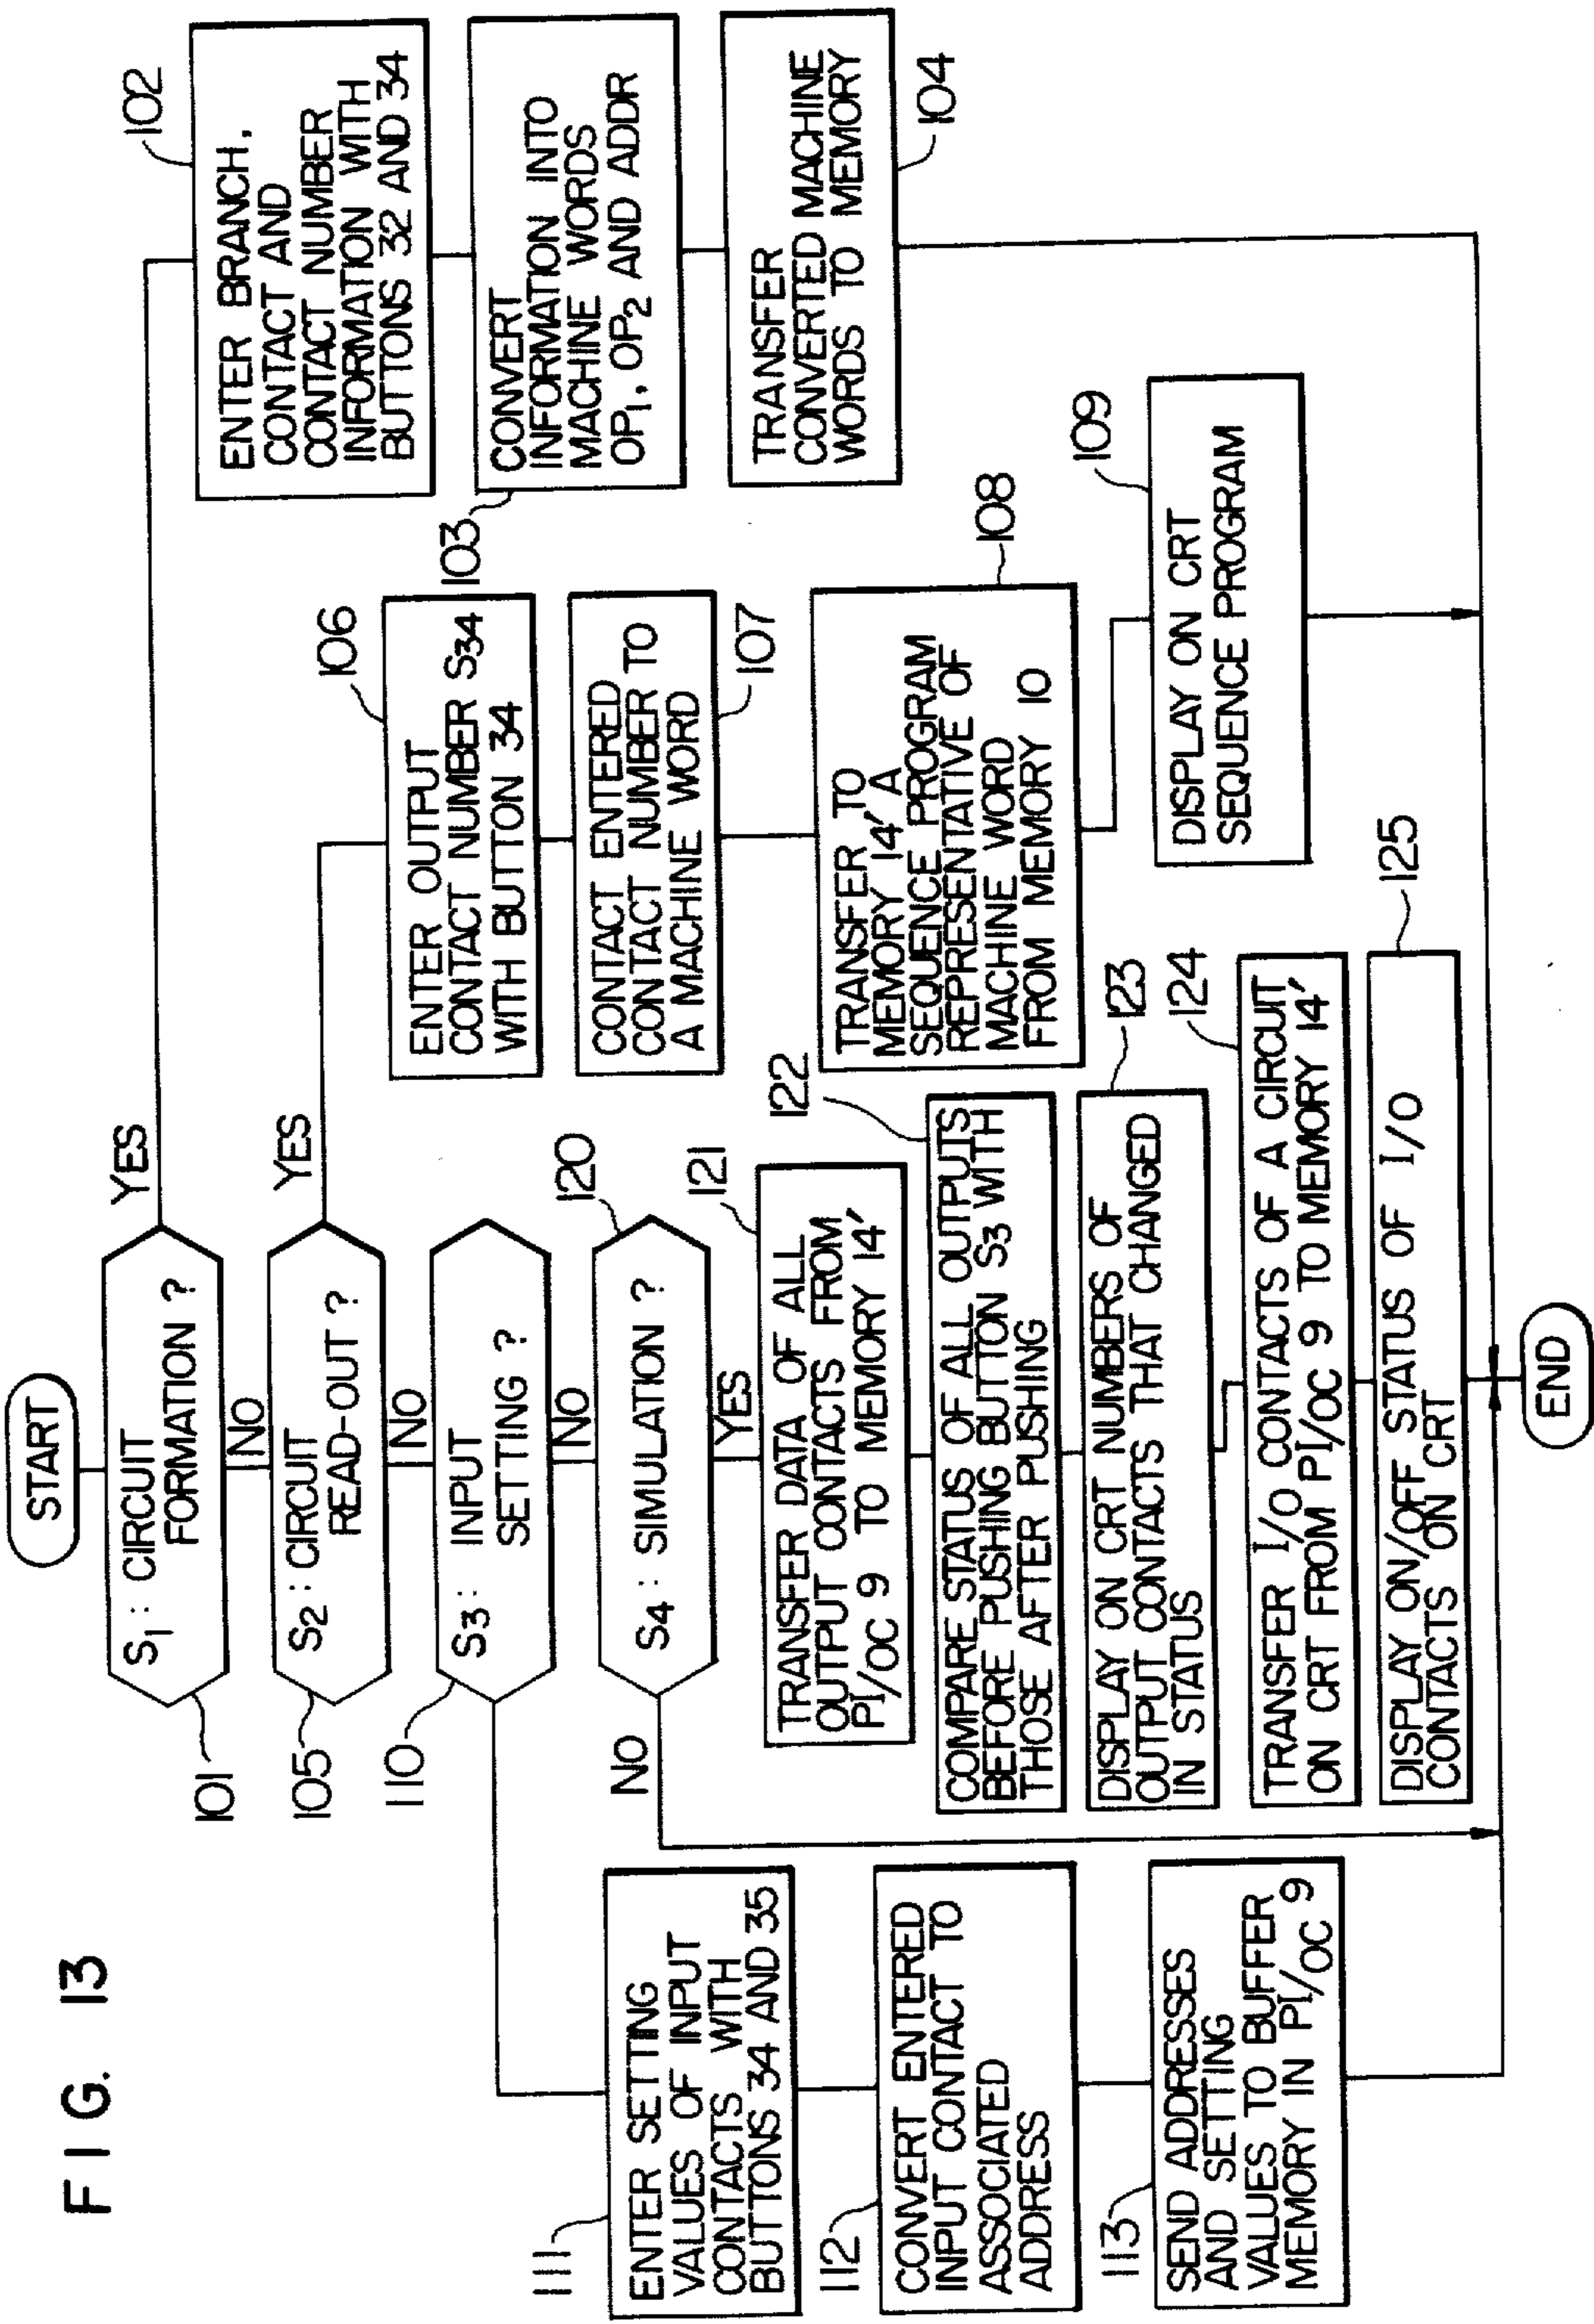 FIG. 13
START
S1 : CIRCUIT
FORMATION ?
101
YES
NO
S2 : CIRCUIT
READ-OUT ?
105
YES
NO
S3 : INPUT
SETTING ?
110
NO
S4 : SIMULATION ?
120
NO
YES
ENTER BRANCH,
CONTACT AND
CONTACT NUMBER
INFORMATION WITH
BUTTONS 32 AND 34
102
CONVERT
INFORMATION INTO
MACHINE WORDS
OP1, OP2 AND ADDR
103
TRANSFER
CONVERTED MACHINE
WORDS TO MEMORY
104
ENTER OUTPUT
CONTACT NUMBER S34
WITH BUTTON 34
106
CONTACT ENTERED
CONTACT NUMBER TO
A MACHINE WORD
107
TRANSFER TO
MEMORY 14' A
SEQUENCE PROGRAM
REPRESENTATIVE OF
MACHINE WORD
FROM MEMORY 10
108
DISPLAY ON CRT
SEQUENCE PROGRAM
109
TRANSFER DATA OF ALL
OUTPUT CONTACTS FROM
PI/OC 9 TO MEMORY 14'
121
COMPARE STATUS OF ALL OUTPUTS
BEFORE PUSHING BUTTON S3 WITH
THOSE AFTER PUSHING
122
DISPLAY ON CRT NUMBERS OF
OUTPUT CONTACTS THAT CHANGED
IN STATUS
123
TRANSFER I/O CONTACTS OF A CIRCUIT
ON CRT FROM PI/OC 9 TO MEMORY 14'
124
DISPLAY ON/OFF STATUS OF I/O
CONTACTS ON CRT
125
ENTER SETTING
VALUES OF INPUT
CONTACTS WITH
BUTTONS 34 AND 35
111
CONVERT ENTERED
INPUT CONTACT TO
ASSOCIATED
ADDRESS
112
SEND ADDRESSES
AND SETTING
VALUES TO BUFFER
MEMORY IN PI/OC 9
113
END